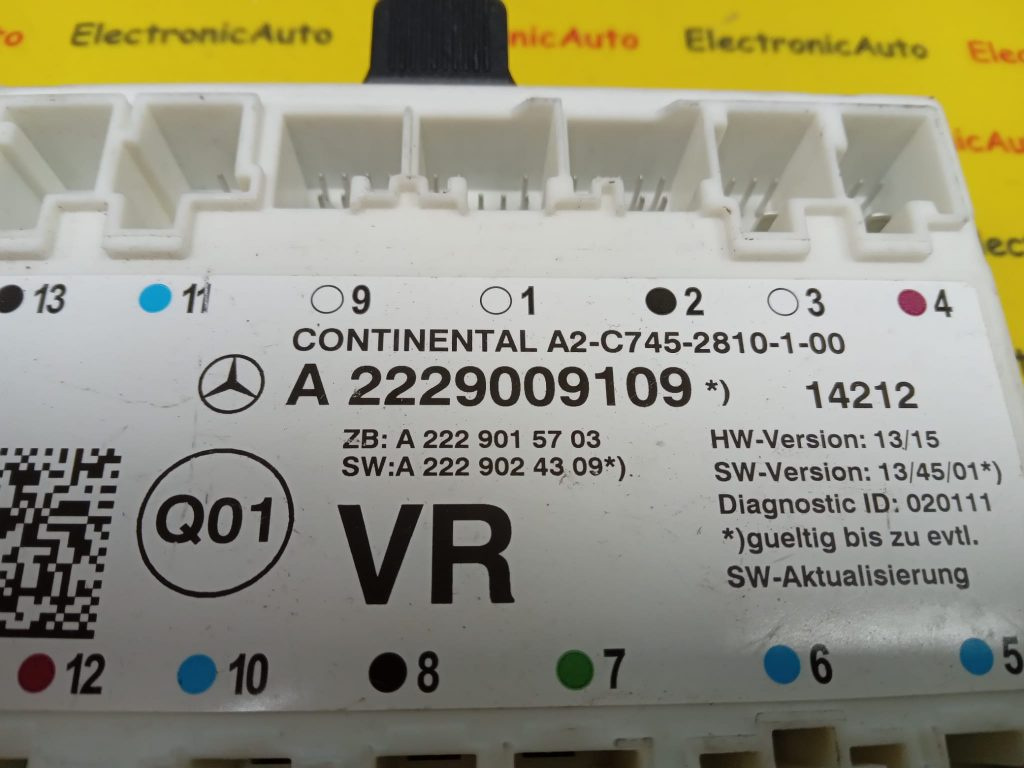 ElectronicAuto
nicAuto
ElectronicAuto
13 11 9 1 2 3 4
CONTINENTAL A2-C745-2810-1-00
A 2229009109 *) 14212
ZB: A 222 901 57 03
SW:A 222 902 43 09*)
HW-Version: 13/15
SW-Version: 13/45/01*)
Diagnostic ID: 020111
*)gueltig bis zu evtl.
SW-Aktualisierung
Q01
VR
12 10 8 7 6 5